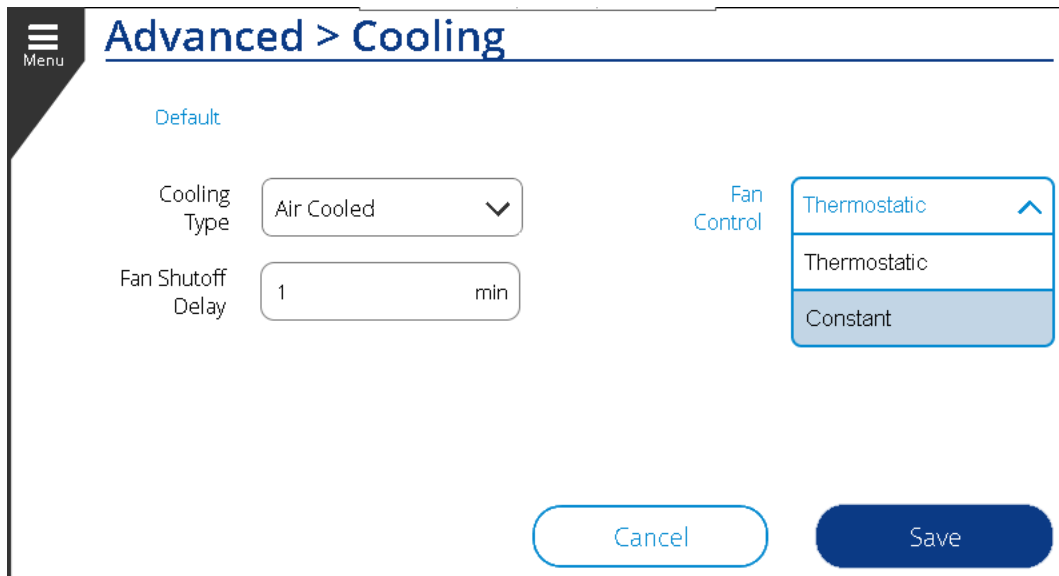 Advanced > Cooling
Menu
Default
Cooling
Type
Air Cooled
Fan
Control
Thermostatic
Thermostatic
Constant
Fan Shutoff
Delay
1 min
Cancel
Save